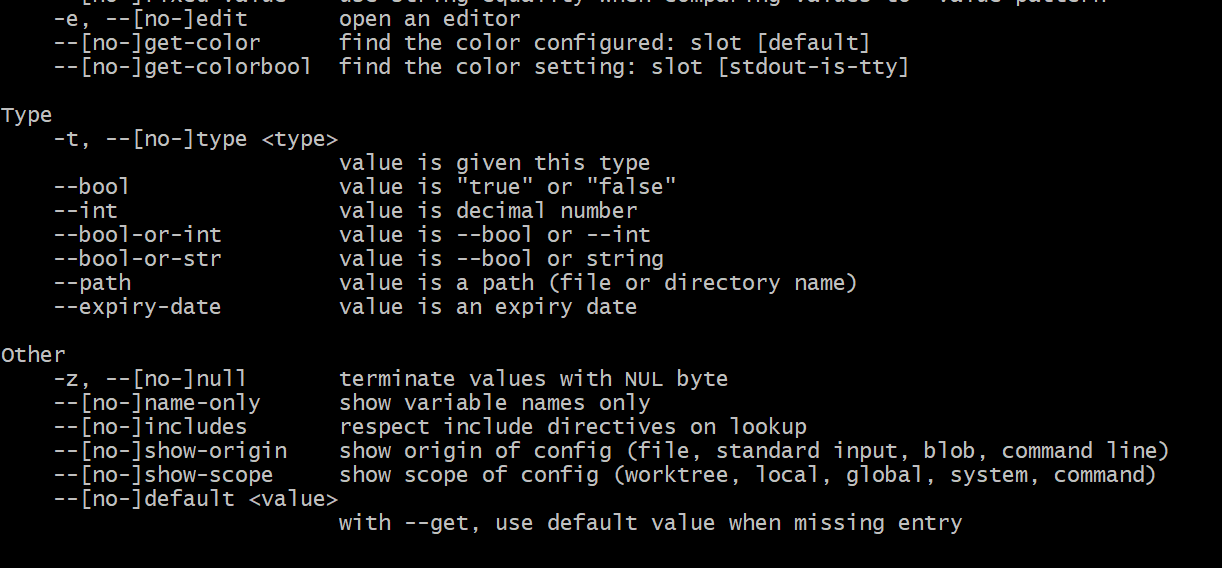 -e, --[no-]edit open an editor
--[no-]get-color find the color configured: slot [default]
--[no-]get-colorbool find the color setting: slot [stdout-is-tty]
Type
-t, --[no-]type <type>
value is given this type
--bool value is "true" or "false"
--int value is decimal number
--bool-or-int value is --bool or --int
--bool-or-str value is --bool or string
--path value is a path (file or directory name)
--expiry-date value is an expiry date
Other
-z, --[no-]null terminate values with NUL byte
--[no-]name-only show variable names only
--[no-]includes respect include directives on lookup
--[no-]show-origin show origin of config (file, standard input, blob, command line)
--[no-]show-scope show scope of config (worktree, local, global, system, command)
--[no-]default <value>
with --get, use default value when missing entry